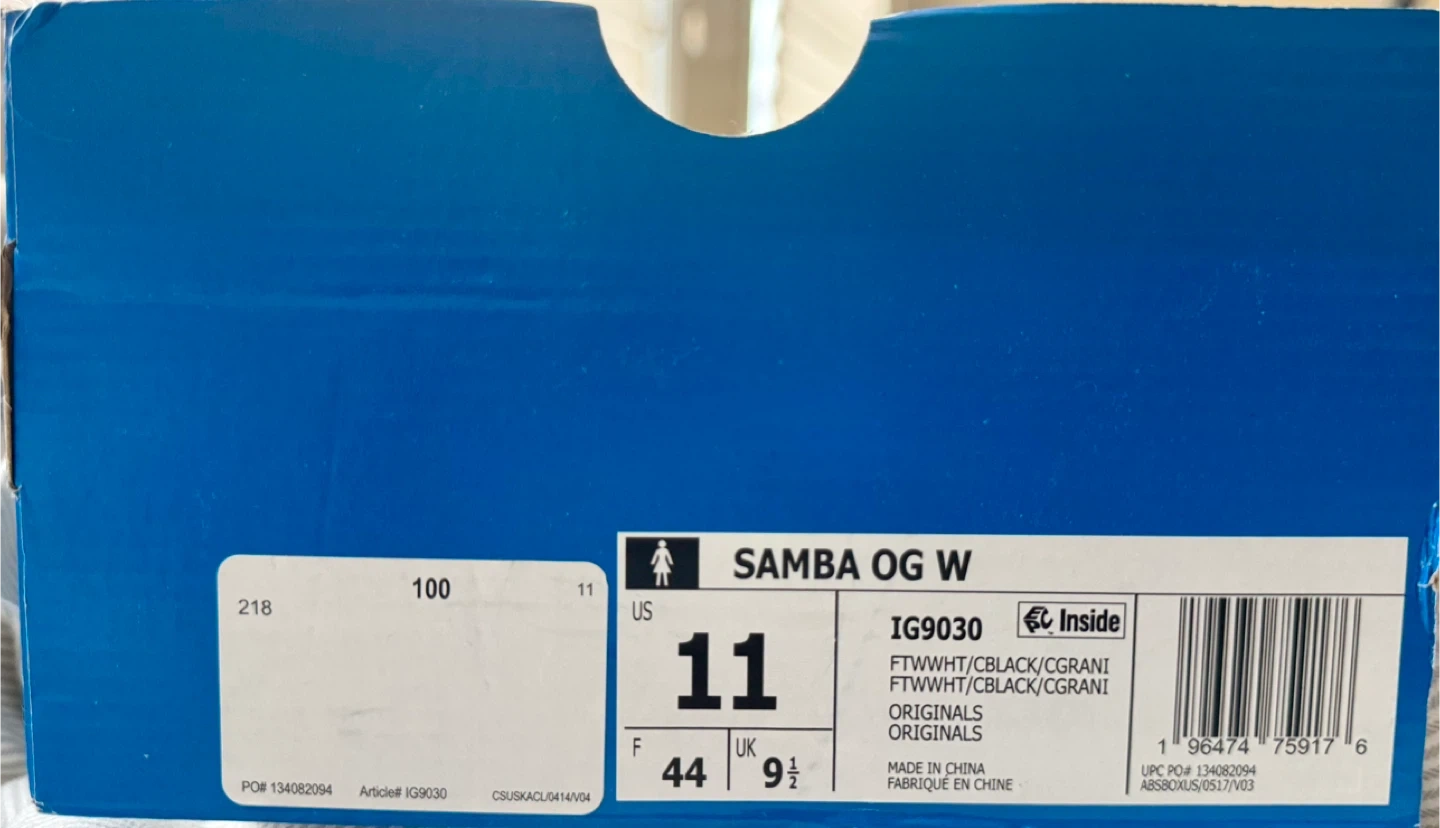 100
11
218
PO# 134082094
Article# IG9030
CSUSKACL/0414/V04
SAMBA OG W
US
11
F
44
UK
9 1/2
IG9030
Inside
FTWWHT/CBLACK/CGRANI
FTWWHT/CBLACK/CGRANI
ORIGINALS
ORIGINALS
MADE IN CHINA
FABRIQUÉ EN CHINE
1 96474 75917 6
UPC PO# 134082094
ABSBOXUS/0517/V03